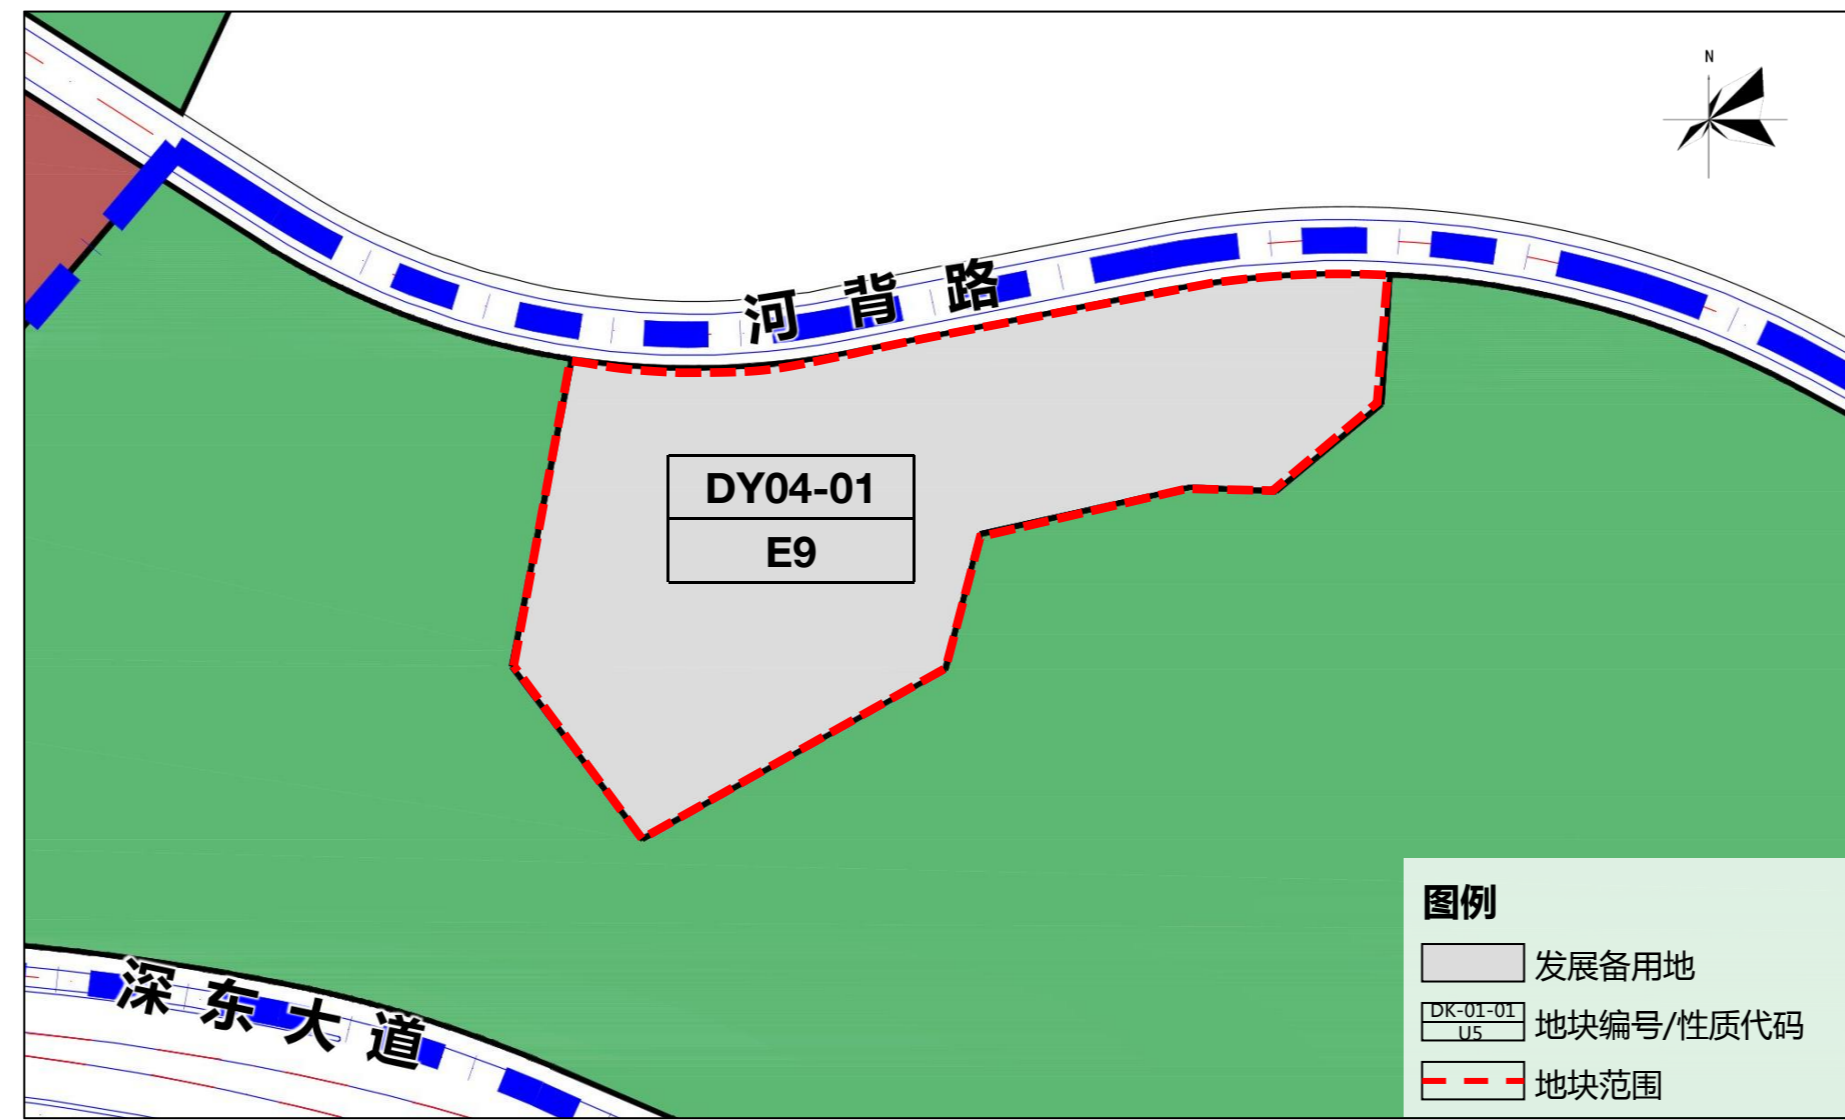 N
河背路
DY04-01
E9
深东大道
图例
发展备用地
DK-01-01
U5
地块编号/性质代码
地块范围